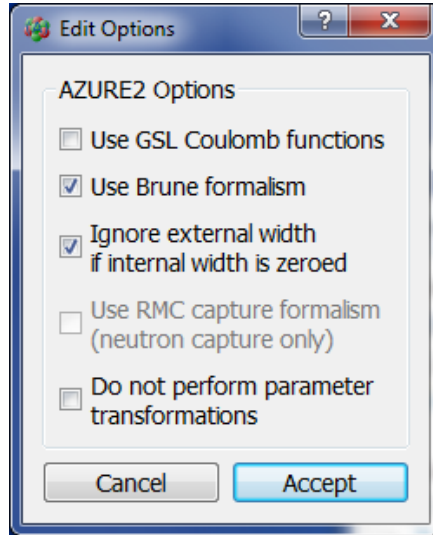 Edit Options
?
AZURE2 Options
Use GSL Coulomb functions
Use Brune formalism
Ignore external width
if internal width is zeroed
Use RMC capture formalism
(neutron capture only)
Do not perform parameter
transformations
Cancel Accept